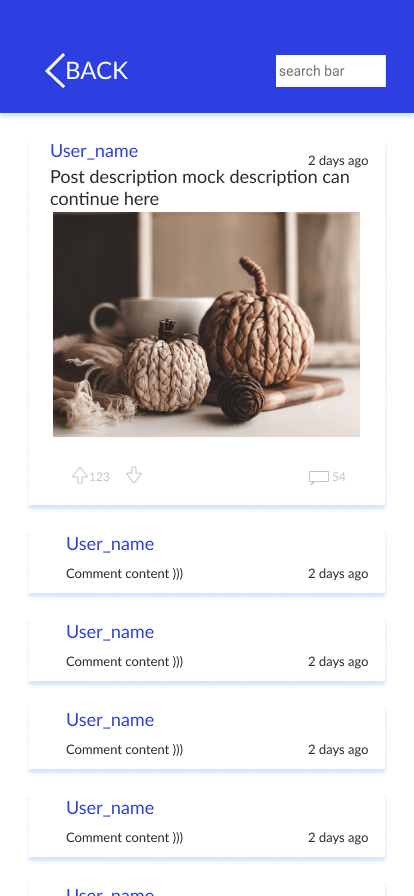 BACK
search bar
User_name
2 days ago
Post description mock description can
continue here
123
54
User_name
Comment content )))
2 days ago
User_name
Comment content )))
2 days ago
User_name
Comment content )))
2 days ago
User_name
Comment content )))
2 days ago
User_name